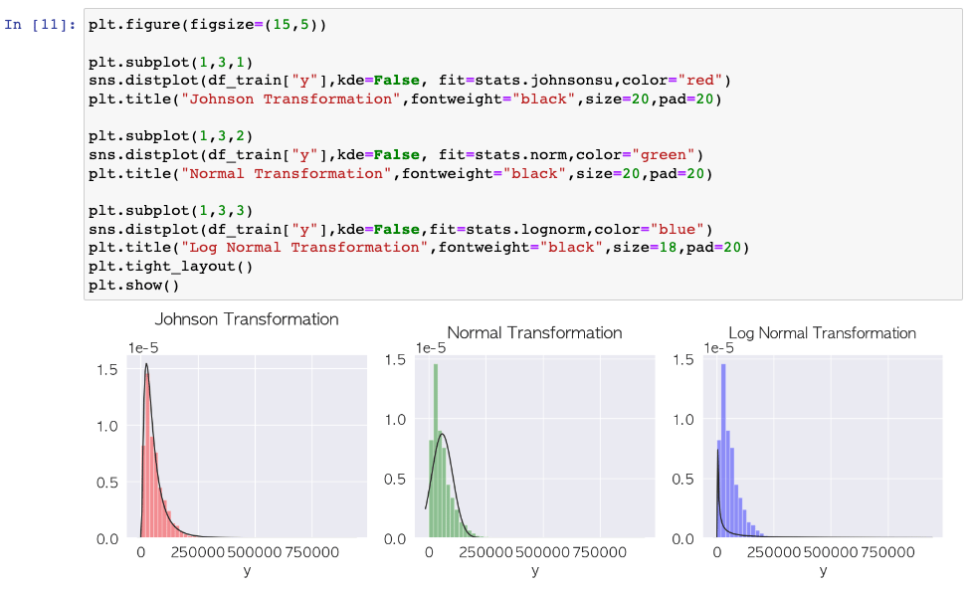 In [11]: plt.figure(figsize=(15,5))
plt.subplot(1,3,1)
sns.distplot(df_train["y"],kde=False, fit=stats.johnsonsu,color="red")
plt.title("Johnson Transformation",fontweight="black",size=20,pad=20)
plt.subplot(1,3,2)
sns.distplot(df_train["y"],kde=False, fit=stats.norm,color="green")
plt.title("Normal Transformation",fontweight="black",size=20,pad=20)
plt.subplot(1,3,3)
sns.distplot(df_train["y"],kde=False,fit=stats.lognorm,color="blue")
plt.title("Log Normal Transformation",fontweight="black",size=18,pad=20)
plt.tight_layout()
plt.show()
Johnson Transformation
1e-5
1.5
1.0
0.5
0.0
0 250000 500000 750000
y
Normal Transformation
1e-5
1.5
1.0
0.5
0.0
0 250000 500000 750000
y
Log Normal Transformation
1e-5
1.5
1.0
0.5
0.0
0 250000 500000 750000
y